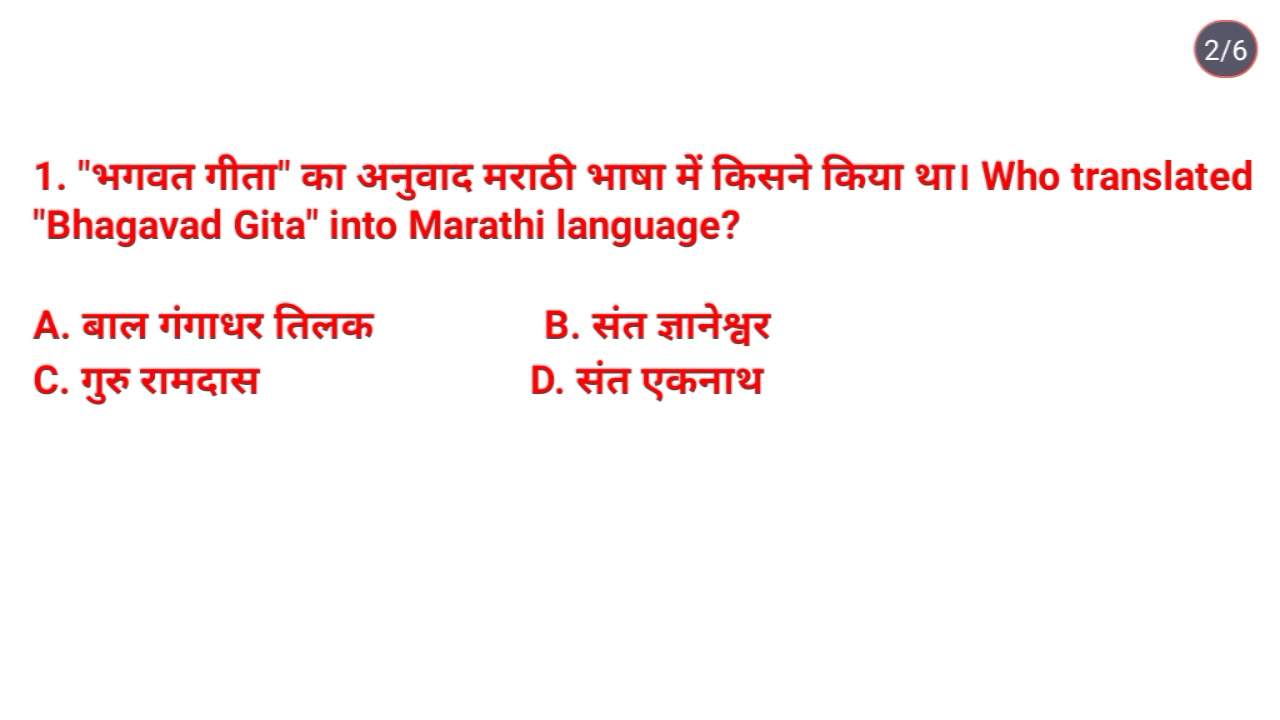 2/6
1. "भगवत गीता" का अनुवाद मराठी भाषा में किसने किया था। Who translated
"Bhagavad Gita" into Marathi language?
A. बाल गंगाधर तिलक B. संत ज्ञानेश्वर
C. गुरु रामदास D. संत एकनाथ